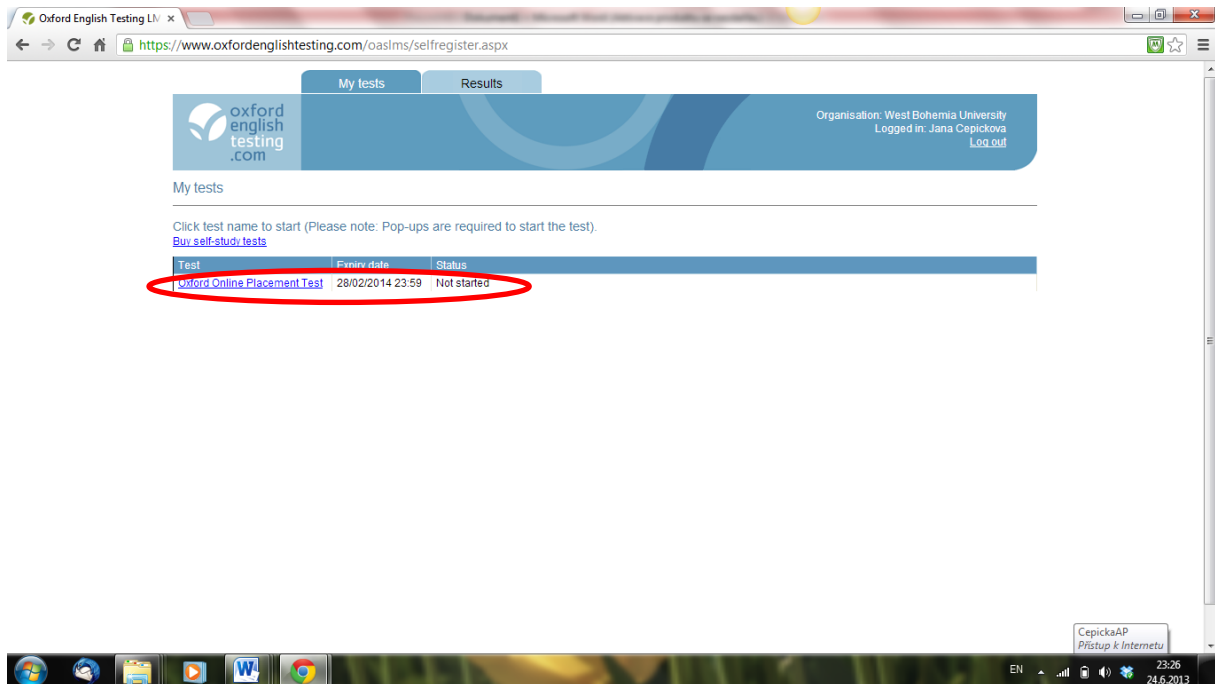 Oxford English Testing LM
https://www.oxfordenglishtesting.com/oaslms/selfregister.aspx
My tests
Results
oxford
english
testing
.com
Organisation: West Bohemia University
Logged in: Jana Cepickova
Log out
My tests
Click test name to start (Please note: Pop-ups are required to start the test).
Buy self-study tests
Test Expiry date Status
Oxford Online Placement Test 28/02/2014 23:59 Not started
CepickaAP
Přístup k Internetu
EN
23:26
24.6.2013